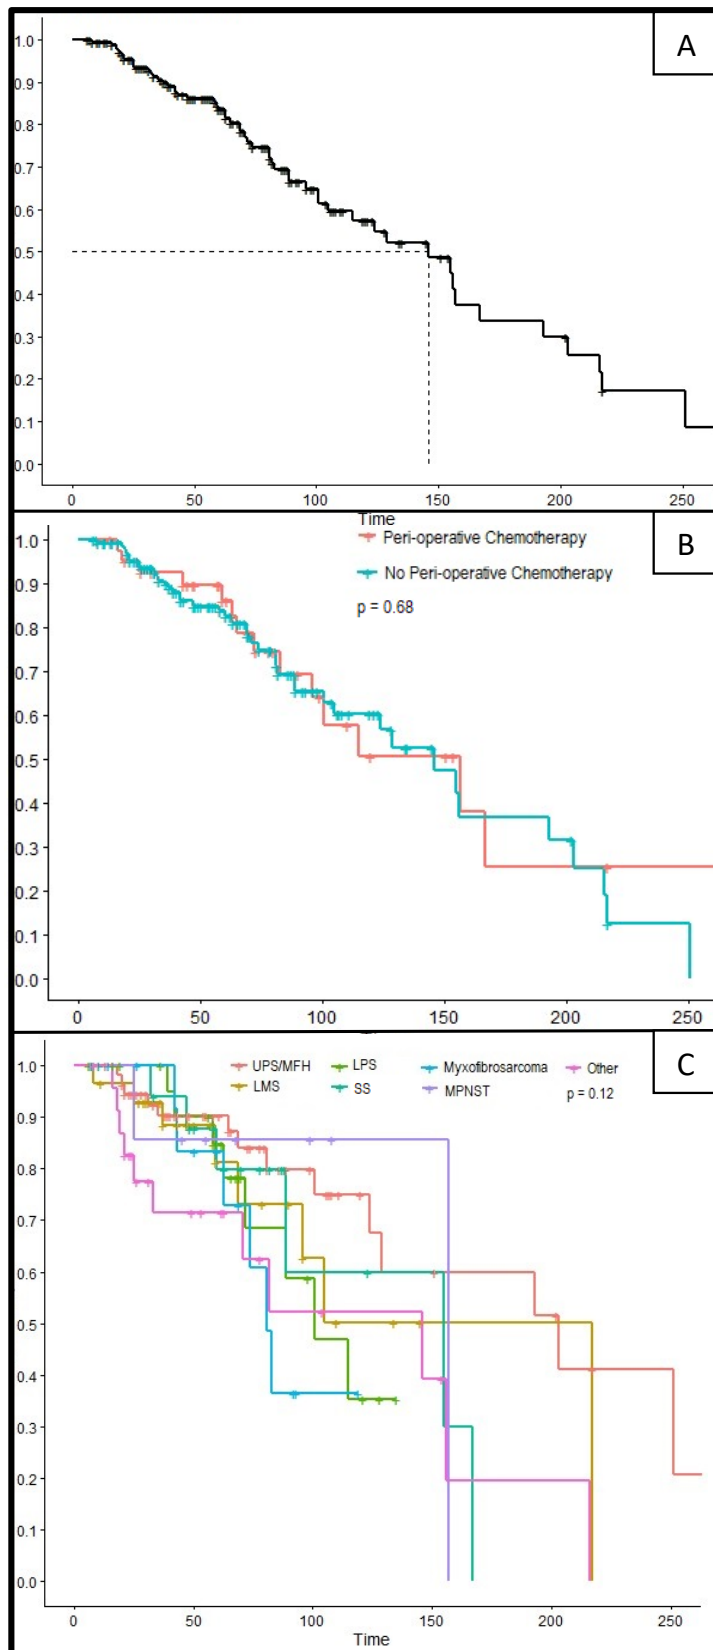 A
1.0
0.9
0.8
0.7
0.6
0.5
0.4
0.3
0.2
0.1
0.0
0 50 100 150 200 250
Time
B
Peri-operative Chemotherapy
No Peri-operative Chemotherapy
p = 0.68
1.0
0.9
0.8
0.7
0.6
0.5
0.4
0.3
0.2
0.1
0.0
0 50 100 150 200 250
C
UPS/MFH LPS Myxofibrosarcoma Other
LMS SS MPNST p = 0.12
1.0
0.9
0.8
0.7
0.6
0.5
0.4
0.3
0.2
0.1
0.0
0 50 100 150 200 250
Time